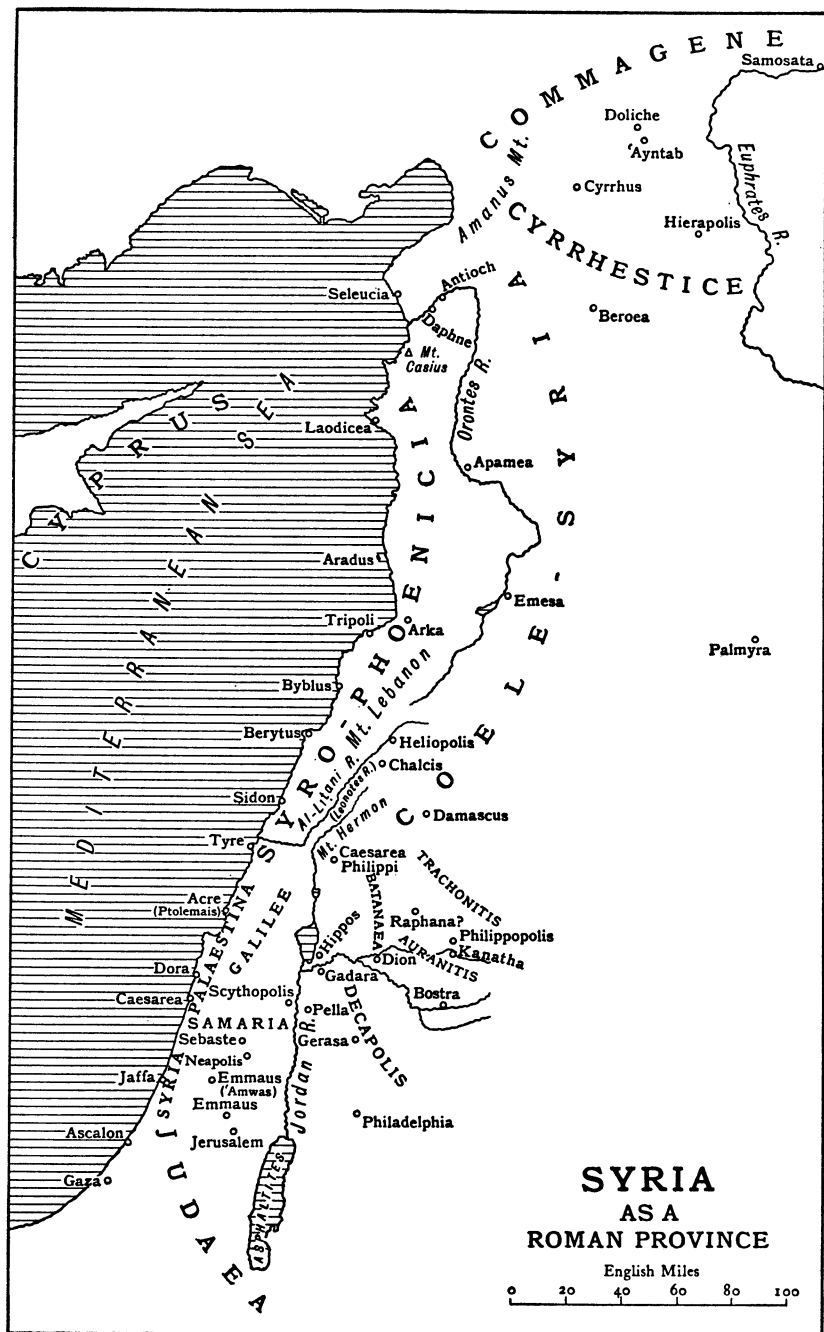 COMMAGENE
Samosata
Doliche
'Ayntab
Amanus Mt.
Cyrrhus
Euphrates R.
Hierapolis
CYRRHESTICE
Antioch
Seleucia
Daphne
Beroea
Mt.
Casius
Orontes R.
CYPRUS
MEDITERRANEAN SEA
Laodicea
Apamea
COELE-SYRIA
SYRO-PHOENICIA
Aradus
Emesa
Tripoli
Arka
Palmyra
Byblus
Mt. Lebanon
Berytus
Heliopolis
Al-Litani R.
(Leontes R.)
Chalcis
Sidon
Mt. Hermon
Damascus
Tyre
Caesarea
Philippi
TRACHONITIS
BATANAEA
Acre
(Ptolemais)
SYRIA PALAESTINA
GALILEE
Raphana?
Philippopolis
Hippos
AURANITIS
Kanatha
Dion
Dora
Gadara
Caesarea
Scythopolis
Bostra
Pella
DECAPOLIS
SAMARIA
Sebaste
Gerasa
Neapolis
Jordan R.
Jaffa
Emmaus
('Amwas)
Emmaus
Philadelphia
Ascalon
Jerusalem
JUDAEA
Gaza
ASPHALTITES
SYRIA
AS A
ROMAN PROVINCE
English Miles
0 20 40 60 80 100